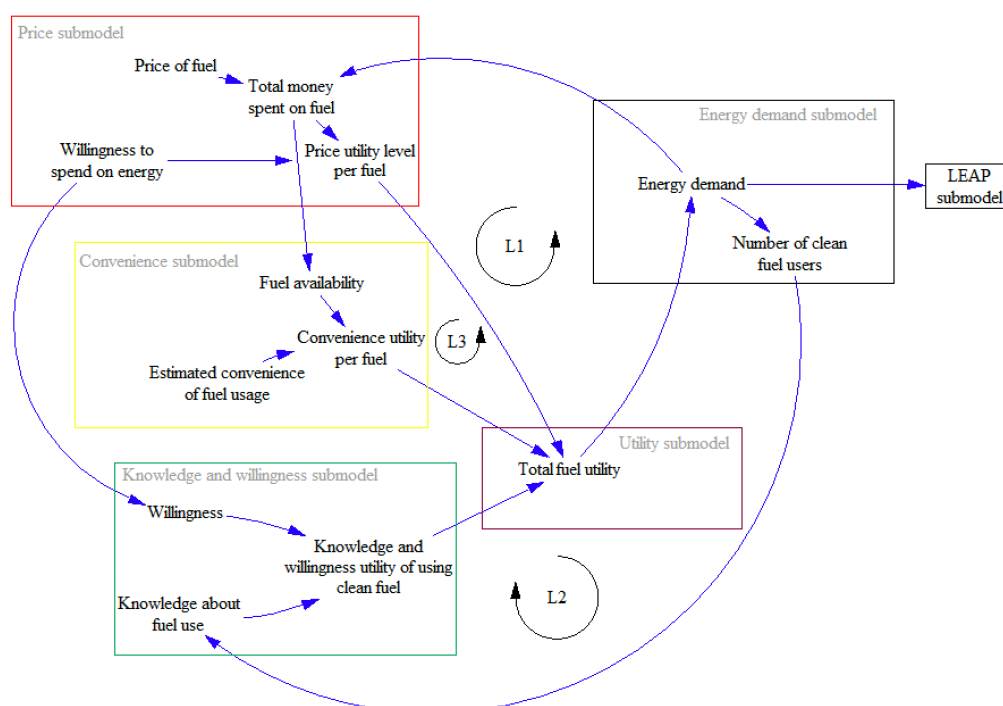 Price submodel
Price of fuel
Total money
spent on fuel
Willingness to
spend on energy
Price utility level
per fuel
Energy demand submodel
Energy demand
LEAP
submodel
Number of clean
fuel users
L1
Convenience submodel
Fuel availability
Convenience utility
per fuel
L3
Estimated convenience
of fuel usage
Utility submodel
Total fuel utility
Knowledge and willingness submodel
Willingness
Knowledge and
willingness utility of using
clean fuel
Knowledge about
fuel use
L2